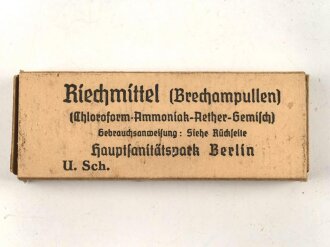 Riechmittel (Brechampullen)
(Chloroform-Ammoniak-Aether-Gemisch)
Gebrauchsanweisung: Siehe Rückseite
Hauptsanitätspark Berlin
U. Sch.